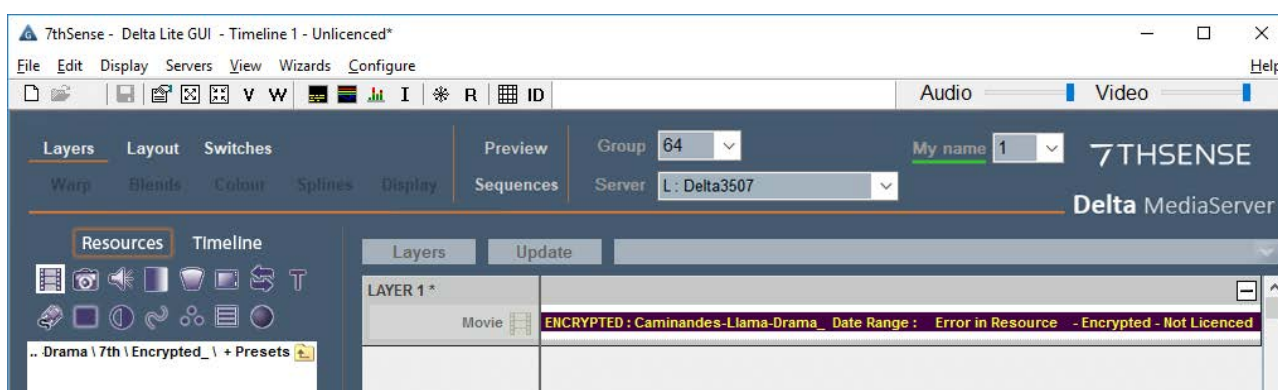 7thSense - Delta Lite GUI - Timeline 1 - Unlicenced*
File Edit Display Servers View Wizards Configure Help
V W I R ID Audio Video
Layers Layout Switches Preview Group 64 My name 1 7THSENSE
Warp Blends Colour Splines Display Sequences Server L : Delta3507
Delta MediaServer
Resources Timeline
Layers Update
T
LAYER 1 *
Movie ENCRYPTED : Caminandes-Llama-Drama_ Date Range : Error in Resource - Encrypted - Not Licenced
.. Drama \ 7th \ Encrypted_ \ + Presets